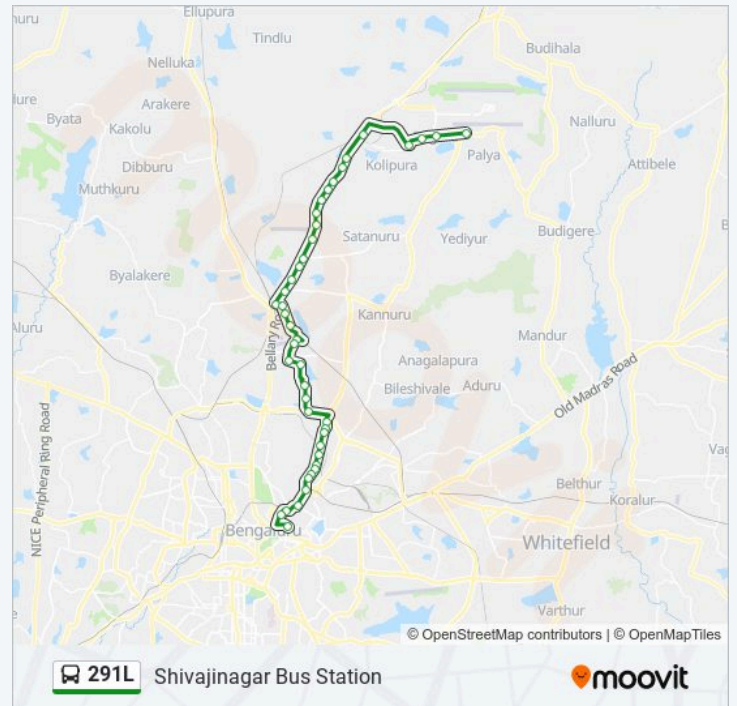 Ellupura
Tindlu
Budihala
Nelluka
Arakere
Byata
Kakolu
Nalluru
Dibburu
Kolipura
Palya
Attibele
Muthkuru
Satanuru
Yediyur
Budigere
Byalakere
Kannuru
Bellary Ro
Mandur
Anagalapura
Bileshivale
Aduru
Old Madras Road
NICE Peripheral Ring Road
Belthur
Koralur
Bengaluru
Whitefield
Varthur
© OpenStreetMap contributors | © OpenMapTiles
291L Shivajinagar Bus Station moovit